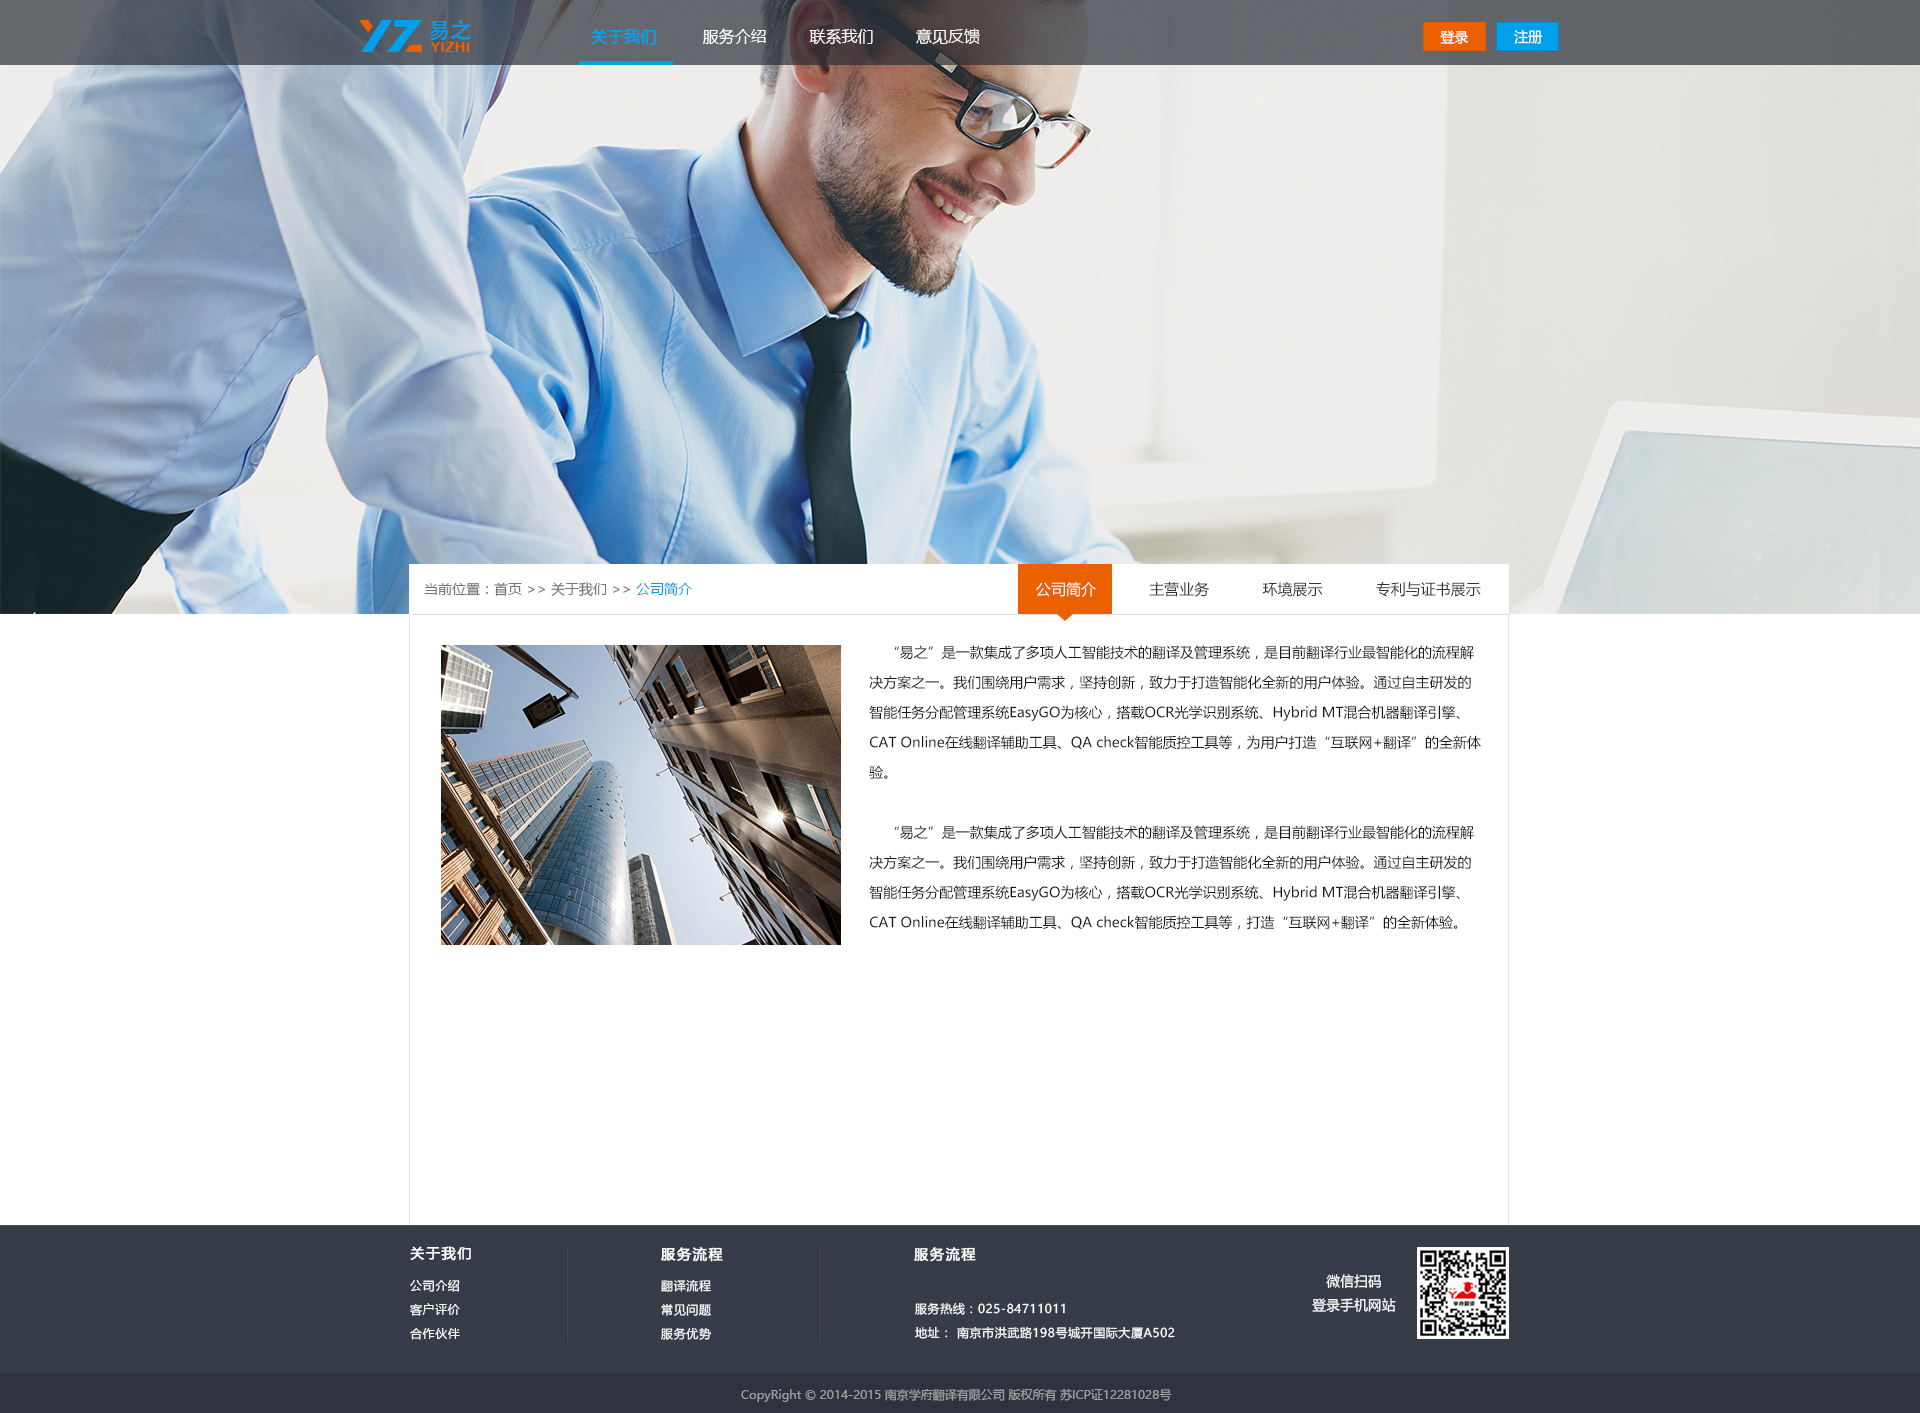 易之
YIZHI
关于我们 服务介绍 联系我们 意见反馈
登录 注册
当前位置：首页 >> 关于我们 >> 公司简介
公司简介 主营业务 环境展示 专利与证书展示
“易之”是一款集成了多项人工智能技术的翻译及管理系统，是目前翻译行业最智能化的流程解
决方案之一。我们围绕用户需求，坚持创新，致力于打造智能化全新的用户体验。通过自主研发的
智能任务分配管理系统EasyGO为核心，搭载OCR光学识别系统、Hybrid MT混合机器翻译引擎、
CAT Online在线翻译辅助工具、QA check智能质控工具等，为用户打造“互联网+翻译”的全新体
验。
“易之”是一款集成了多项人工智能技术的翻译及管理系统，是目前翻译行业最智能化的流程解
决方案之一。我们围绕用户需求，坚持创新，致力于打造智能化全新的用户体验。通过自主研发的
智能任务分配管理系统EasyGO为核心，搭载OCR光学识别系统、Hybrid MT混合机器翻译引擎、
CAT Online在线翻译辅助工具、QA check智能质控工具等，打造“互联网+翻译”的全新体验。
关于我们
公司介绍
客户评价
合作伙伴
服务流程
翻译流程
常见问题
服务优势
服务流程
服务热线：025-84711011
地址： 南京市洪武路198号城开国际大厦A502
微信扫码
登录手机网站
CopyRight © 2014-2015 南京学府翻译有限公司 版权所有 苏ICP证12281028号